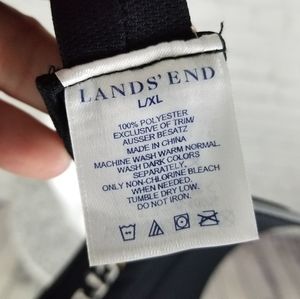 LANDS' END
L/XL
100% POLYESTER
EXCLUSIVE OF TRIM/
AUSSER BESATZ
MADE IN CHINA
MACHINE WASH WARM NORMAL.
WASH DARK COLORS
SEPARATELY.
ONLY NON-CHLORINE BLEACH
WHEN NEEDED.
TUMBLE DRY LOW.
DO NOT IRON.